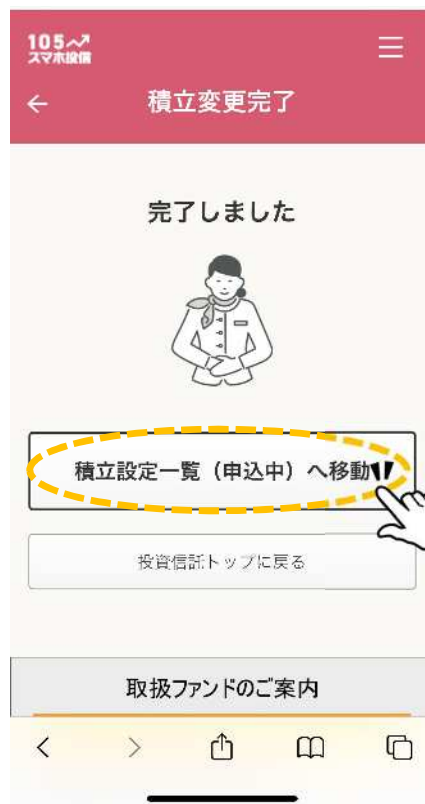 105
スマホ投信
積立変更完了
完了しました
積立設定一覧（申込中）へ移動
投資信託トップに戻る
取扱ファンドのご案内